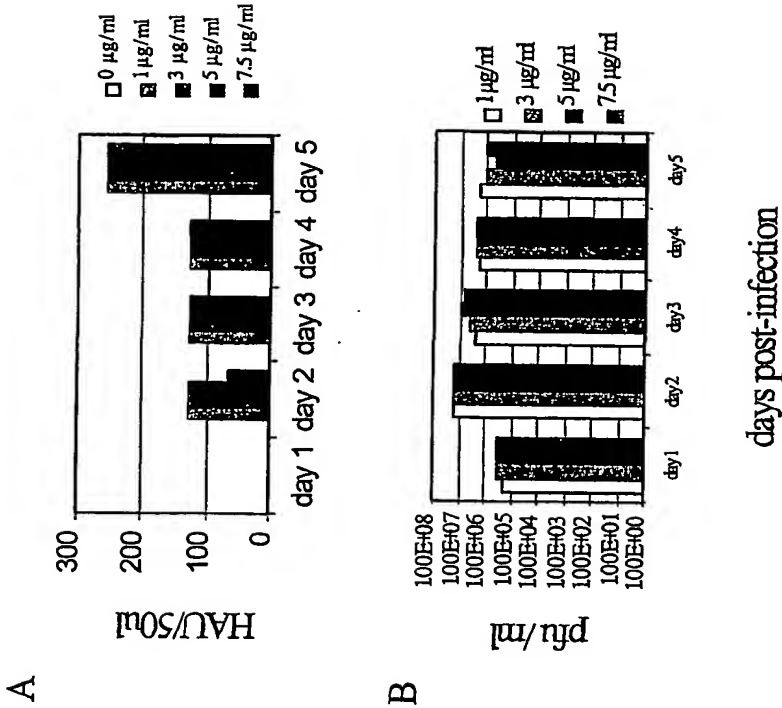 A
HAU/50ul
300
200
100
0
day 1 day 2 day 3 day 4 day 5
0 µg/ml
1 µg/ml
3 µg/ml
5 µg/ml
7.5 µg/ml
B
pfu/ml
100E+08
100E+07
100E+06
100E+05
100E+04
100E+03
100E+02
100E+01
100E+00
day1 day2 day3 day4 day5
1 µg/ml
3 µg/ml
5 µg/ml
7.5 µg/ml
days post-infection